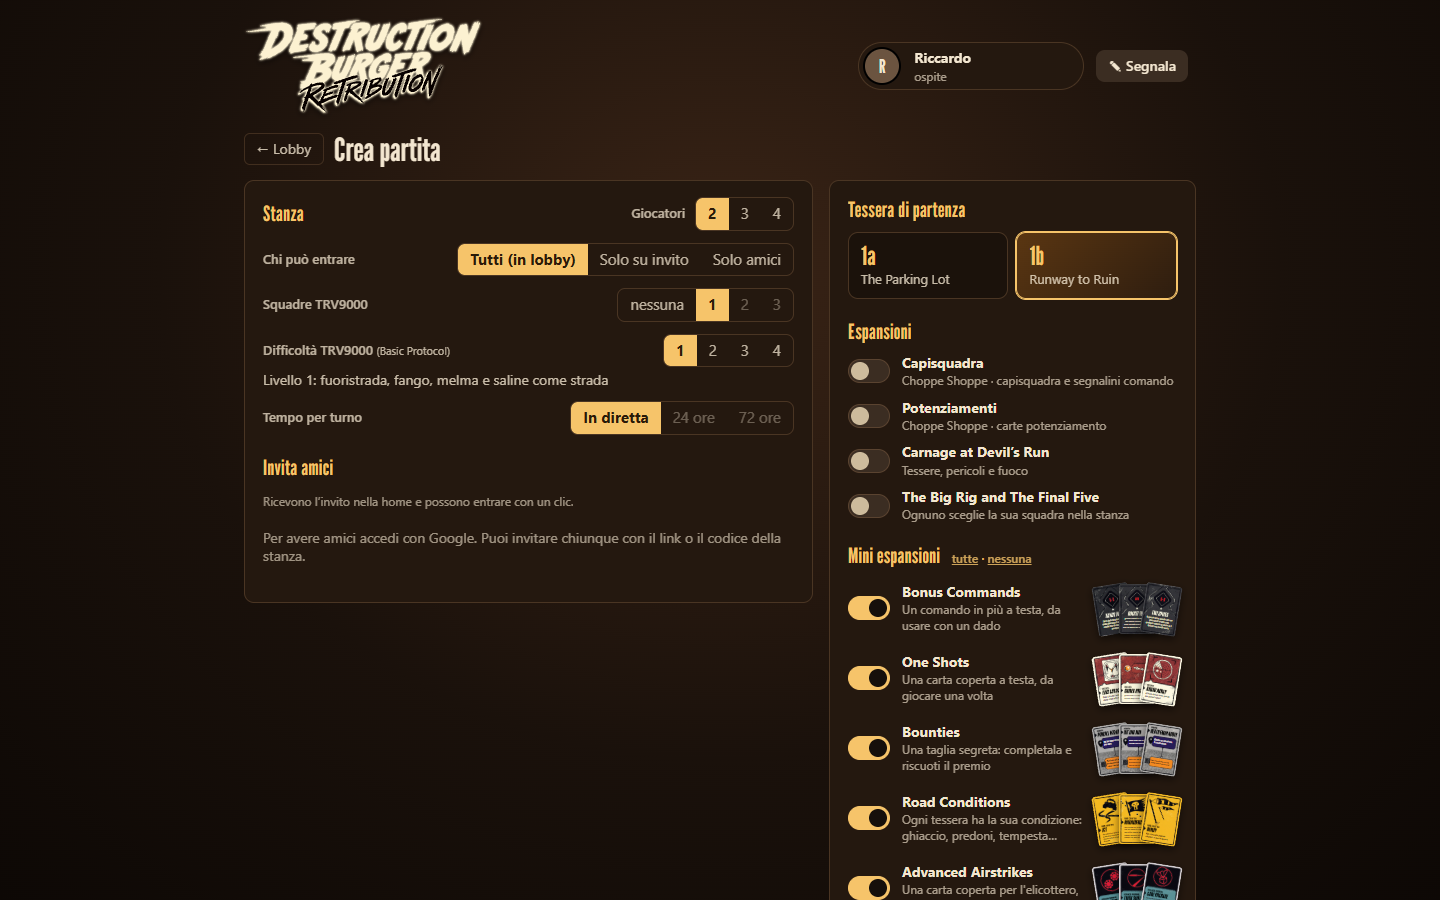 DESTRUCTION
BURGER
RETRIBUTION
R
Riccardo
ospite
✎ Segnala
← Lobby
Crea partita
Stanza
Giocatori
2 3 4
Chi può entrare
Tutti (in lobby) Solo su invito Solo amici
Squadre TRV9000
nessuna 1 2 3
Difficoltà TRV9000 (Basic Protocol)
1 2 3 4
Livello 1: fuoristrada, fango, melma e saline come strada
Tempo per turno
In diretta 24 ore 72 ore
Invita amici
Ricevono l'invito nella home e possono entrare con un clic.
Per avere amici accedi con Google. Puoi invitare chiunque con il link o il codice della
stanza.
Tessera di partenza
1a
The Parking Lot
1b
Runway to Ruin
Espansioni
Capisquadra
Choppe Shoppe · capisquadra e segnalini comando
Potenziamenti
Choppe Shoppe · carte potenziamento
Carnage at Devil's Run
Tessere, pericoli e fuoco
The Big Rig and The Final Five
Ognuno sceglie la sua squadra nella stanza
Mini espansioni tutte · nessuna
Bonus Commands
Un comando in più a testa, da
usare con un dado
One Shots
Una carta coperta a testa, da
giocare una volta
Bounties
Una taglia segreta: completala e
riscuoti il premio
Road Conditions
Ogni tessera ha la sua condizione:
ghiaccio, predoni, tempesta...
Advanced Airstrikes
Una carta coperta per l'elicottero,